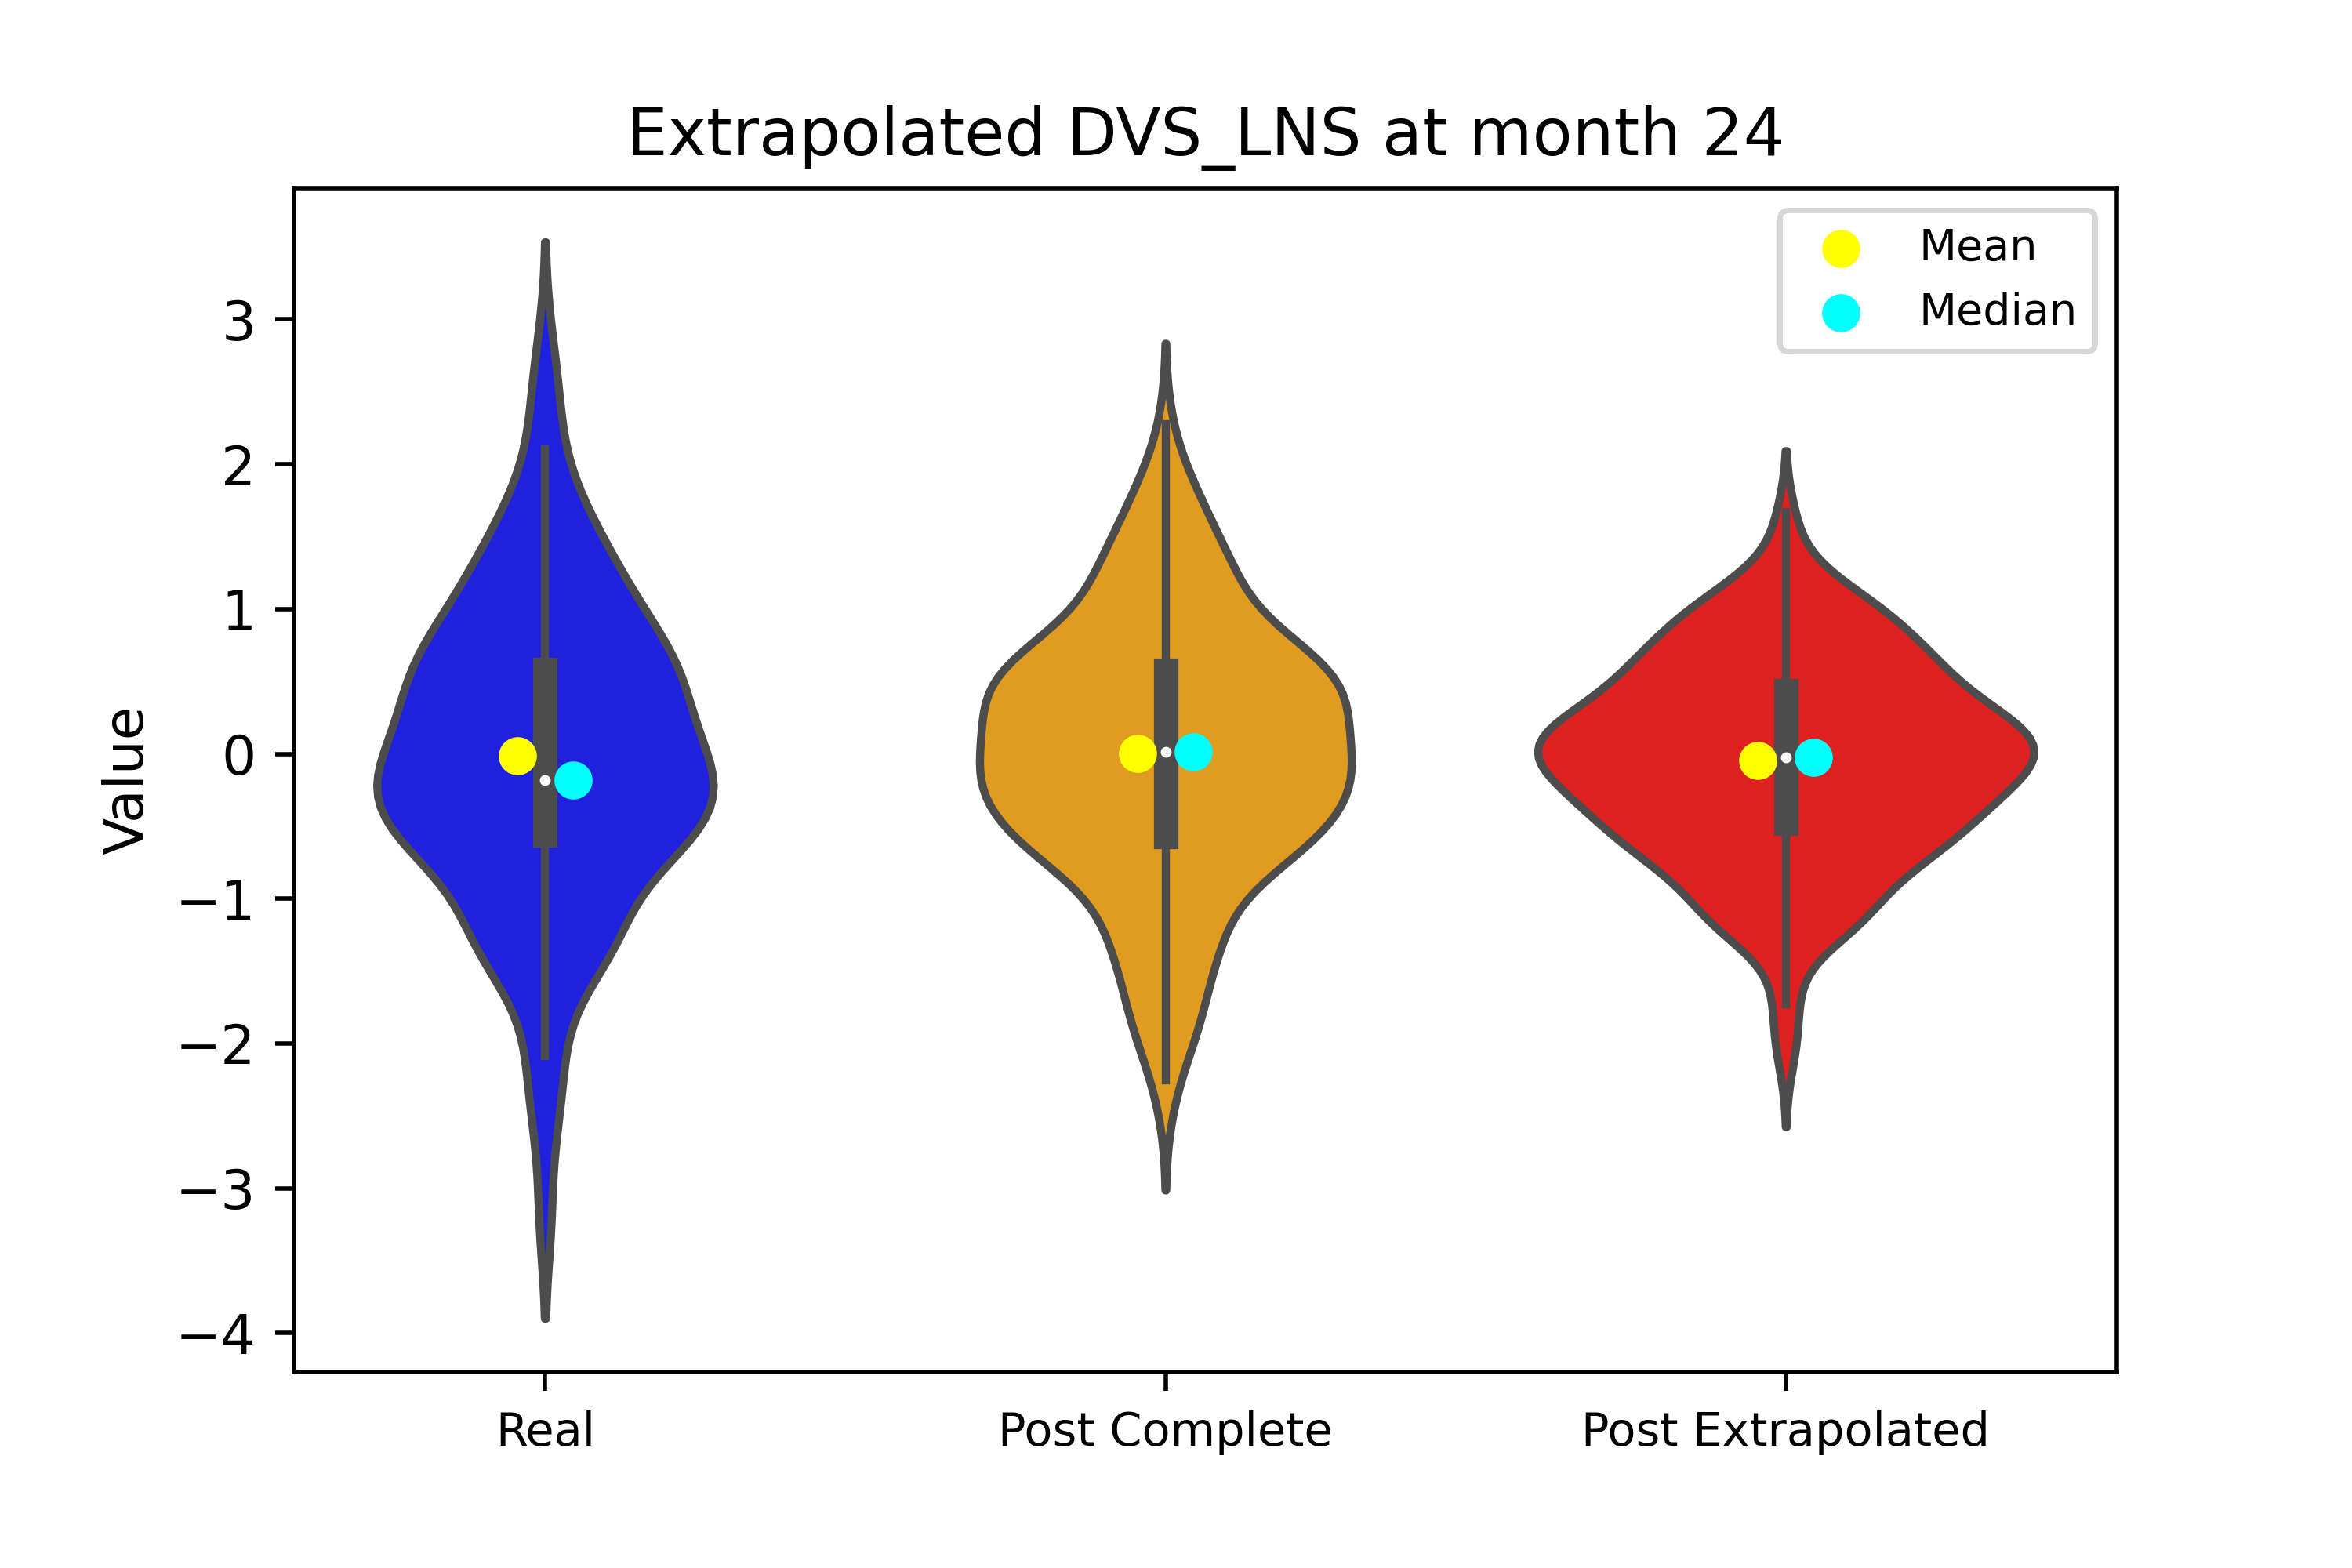 Extrapolated DVS_LNS at month 24
Mean
Median
Value
3
2
1
0
−1
−2
−3
−4
Real
Post Complete
Post Extrapolated